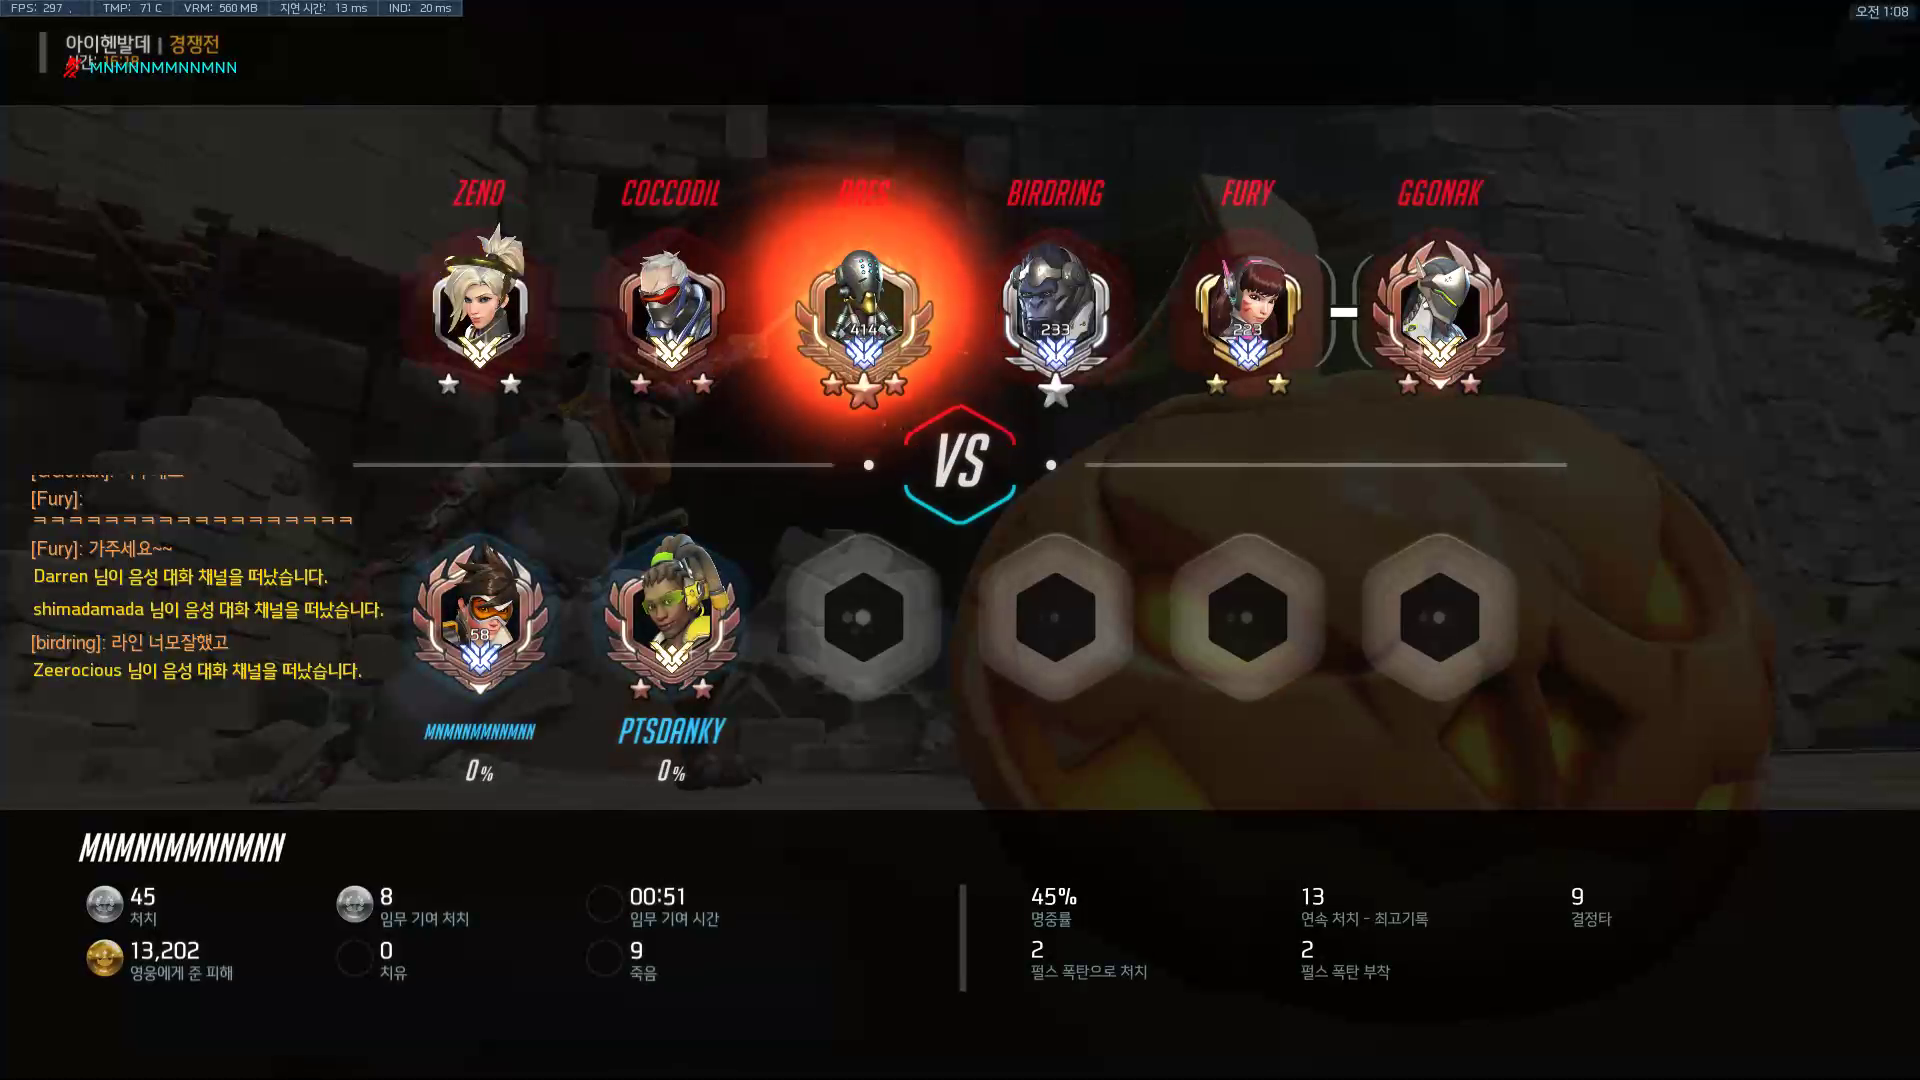 FPS: 297 TMP: 71 C VRM: 560 MB 지연 시간: 13 ms IND: 20 ms
오전 1:08
아이헨발데 | 경쟁전
MNMNNMMNNMNN
ZENO COCCODIL BIRDRING FURY GGONAK
414 233 223
VS
[Fury]:
ㅋㅋㅋㅋㅋㅋㅋㅋㅋㅋㅋㅋㅋㅋㅋㅋㅋㅋ
[Fury]: 가주세요~~
Darren 님이 음성 대화 채널을 떠났습니다.
shimadamada 님이 음성 대화 채널을 떠났습니다.
[birdring]: 라인 너모잘했고
Zeerocious 님이 음성 대화 채널을 떠났습니다.
58
MNMNNMMNNMNN PTSDANKY
0% 0%
MNMNNMMNNMNN
45 8 00:51 45% 13 9
처치 임무 기여 처치 임무 기여 시간 명중률 연속 처치 - 최고기록 결정타
13,202 0 9 2 2
영웅에게 준 피해 치유 죽음 펄스 폭탄으로 처치 펄스 폭탄 부착